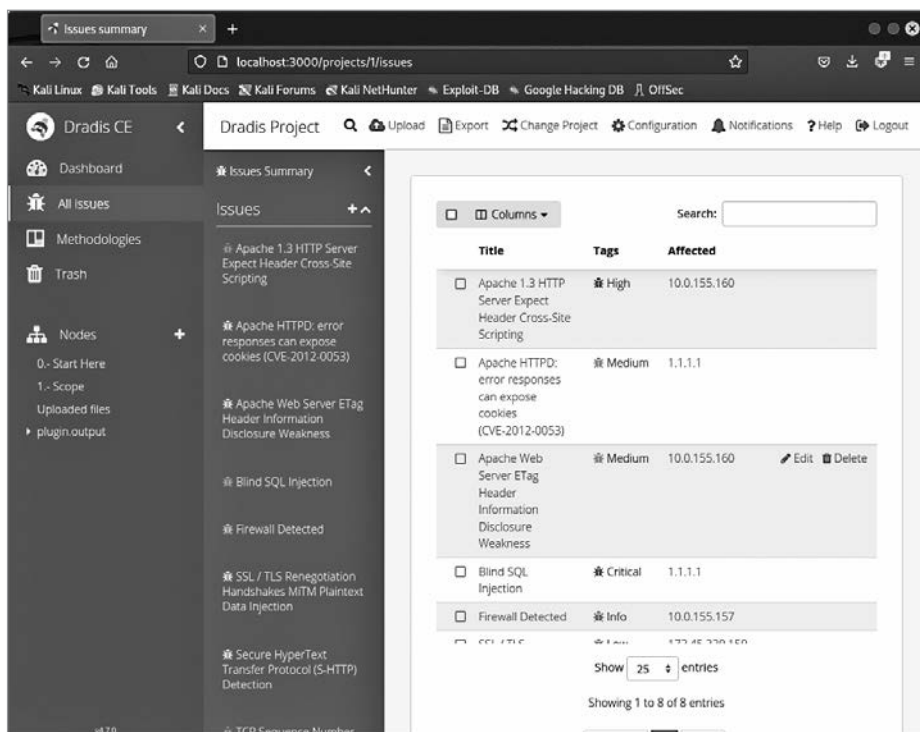 Issues summary
localhost:3000/projects/1/issues
Kali Linux Kali Tools Kali Docs Kali Forums Kali NetHunter Exploit-DB Google Hacking DB OffSec
Dradis CE
Dashboard
All issues
Methodologies
Trash
Nodes
0.- Start Here
1.- Scope
Uploaded files
plugin.output
Dradis Project Upload Export Change Project Configuration Notifications Help Logout
Issues Summary
Issues
Apache 1.3 HTTP Server
Expect Header Cross-Site
Scripting
Apache HTTPD: error
responses can expose
cookies (CVE-2012-0053)
Apache Web Server ETag
Header Information
Disclosure Weakness
Blind SQL Injection
Firewall Detected
SSL / TLS Renegotiation
Handshakes MiTM Plaintext
Data Injection
Secure HyperText
Transfer Protocol (S-HTTP)
Detection
TCP Sequence Number
Columns
Search:
Title Tags Affected
Apache 1.3 HTTP High 10.0.155.160
Server Expect
Header Cross-Site
Scripting
Apache HTTPD: Medium 1.1.1.1
error responses
can expose
cookies
(CVE-2012-0053)
Apache Web Medium 10.0.155.160 Edit Delete
Server ETag
Header
Information
Disclosure
Weakness
Blind SQL Critical 1.1.1.1
Injection
Firewall Detected Info 10.0.155.157
SSL / TLS Low
Show 25 entries
Showing 1 to 8 of 8 entries